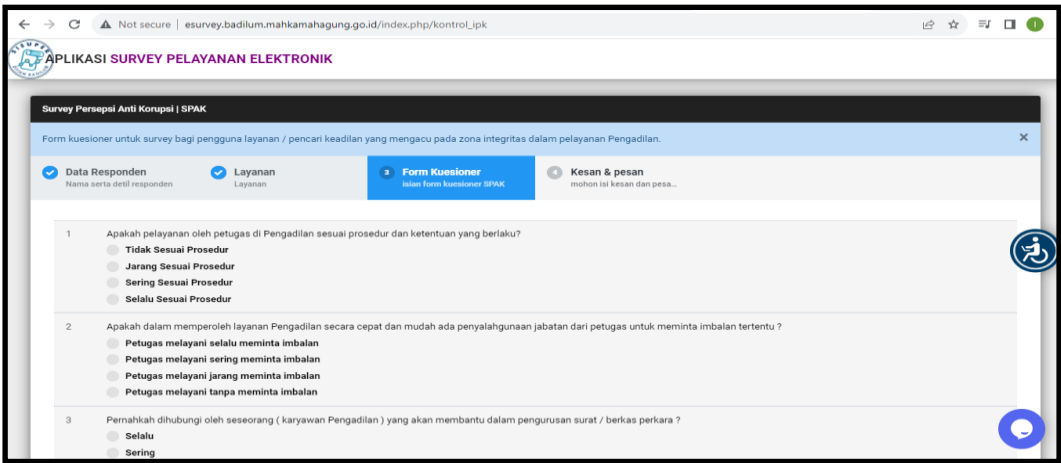 Not secure | esurvey.badilum.mahkamahagung.go.id/index.php/kontrol_ipk
APLIKASI SURVEY PELAYANAN ELEKTRONIK
Survey Persepsi Anti Korupsi | SPAK
Form kuesioner untuk survey bagi pengguna layanan / pencari keadilan yang mengacu pada zona integritas dalam pelayanan Pengadilan.
Data Responden
Nama serta detil responden
Layanan
Layanan
3 Form Kuesioner
isian form kuesioner SPAK
4 Kesan & pesan
mohon isi kesan dan pesa...
1 Apakah pelayanan oleh petugas di Pengadilan sesuai prosedur dan ketentuan yang berlaku?
Tidak Sesuai Prosedur
Jarang Sesuai Prosedur
Sering Sesuai Prosedur
Selalu Sesuai Prosedur
2 Apakah dalam memperoleh layanan Pengadilan secara cepat dan mudah ada penyalahgunaan jabatan dari petugas untuk meminta imbalan tertentu ?
Petugas melayani selalu meminta imbalan
Petugas melayani sering meminta imbalan
Petugas melayani jarang meminta imbalan
Petugas melayani tanpa meminta imbalan
3 Pernahkah dihubungi oleh seseorang ( karyawan Pengadilan ) yang akan membantu dalam pengurusan surat / berkas perkara ?
Selalu
Sering